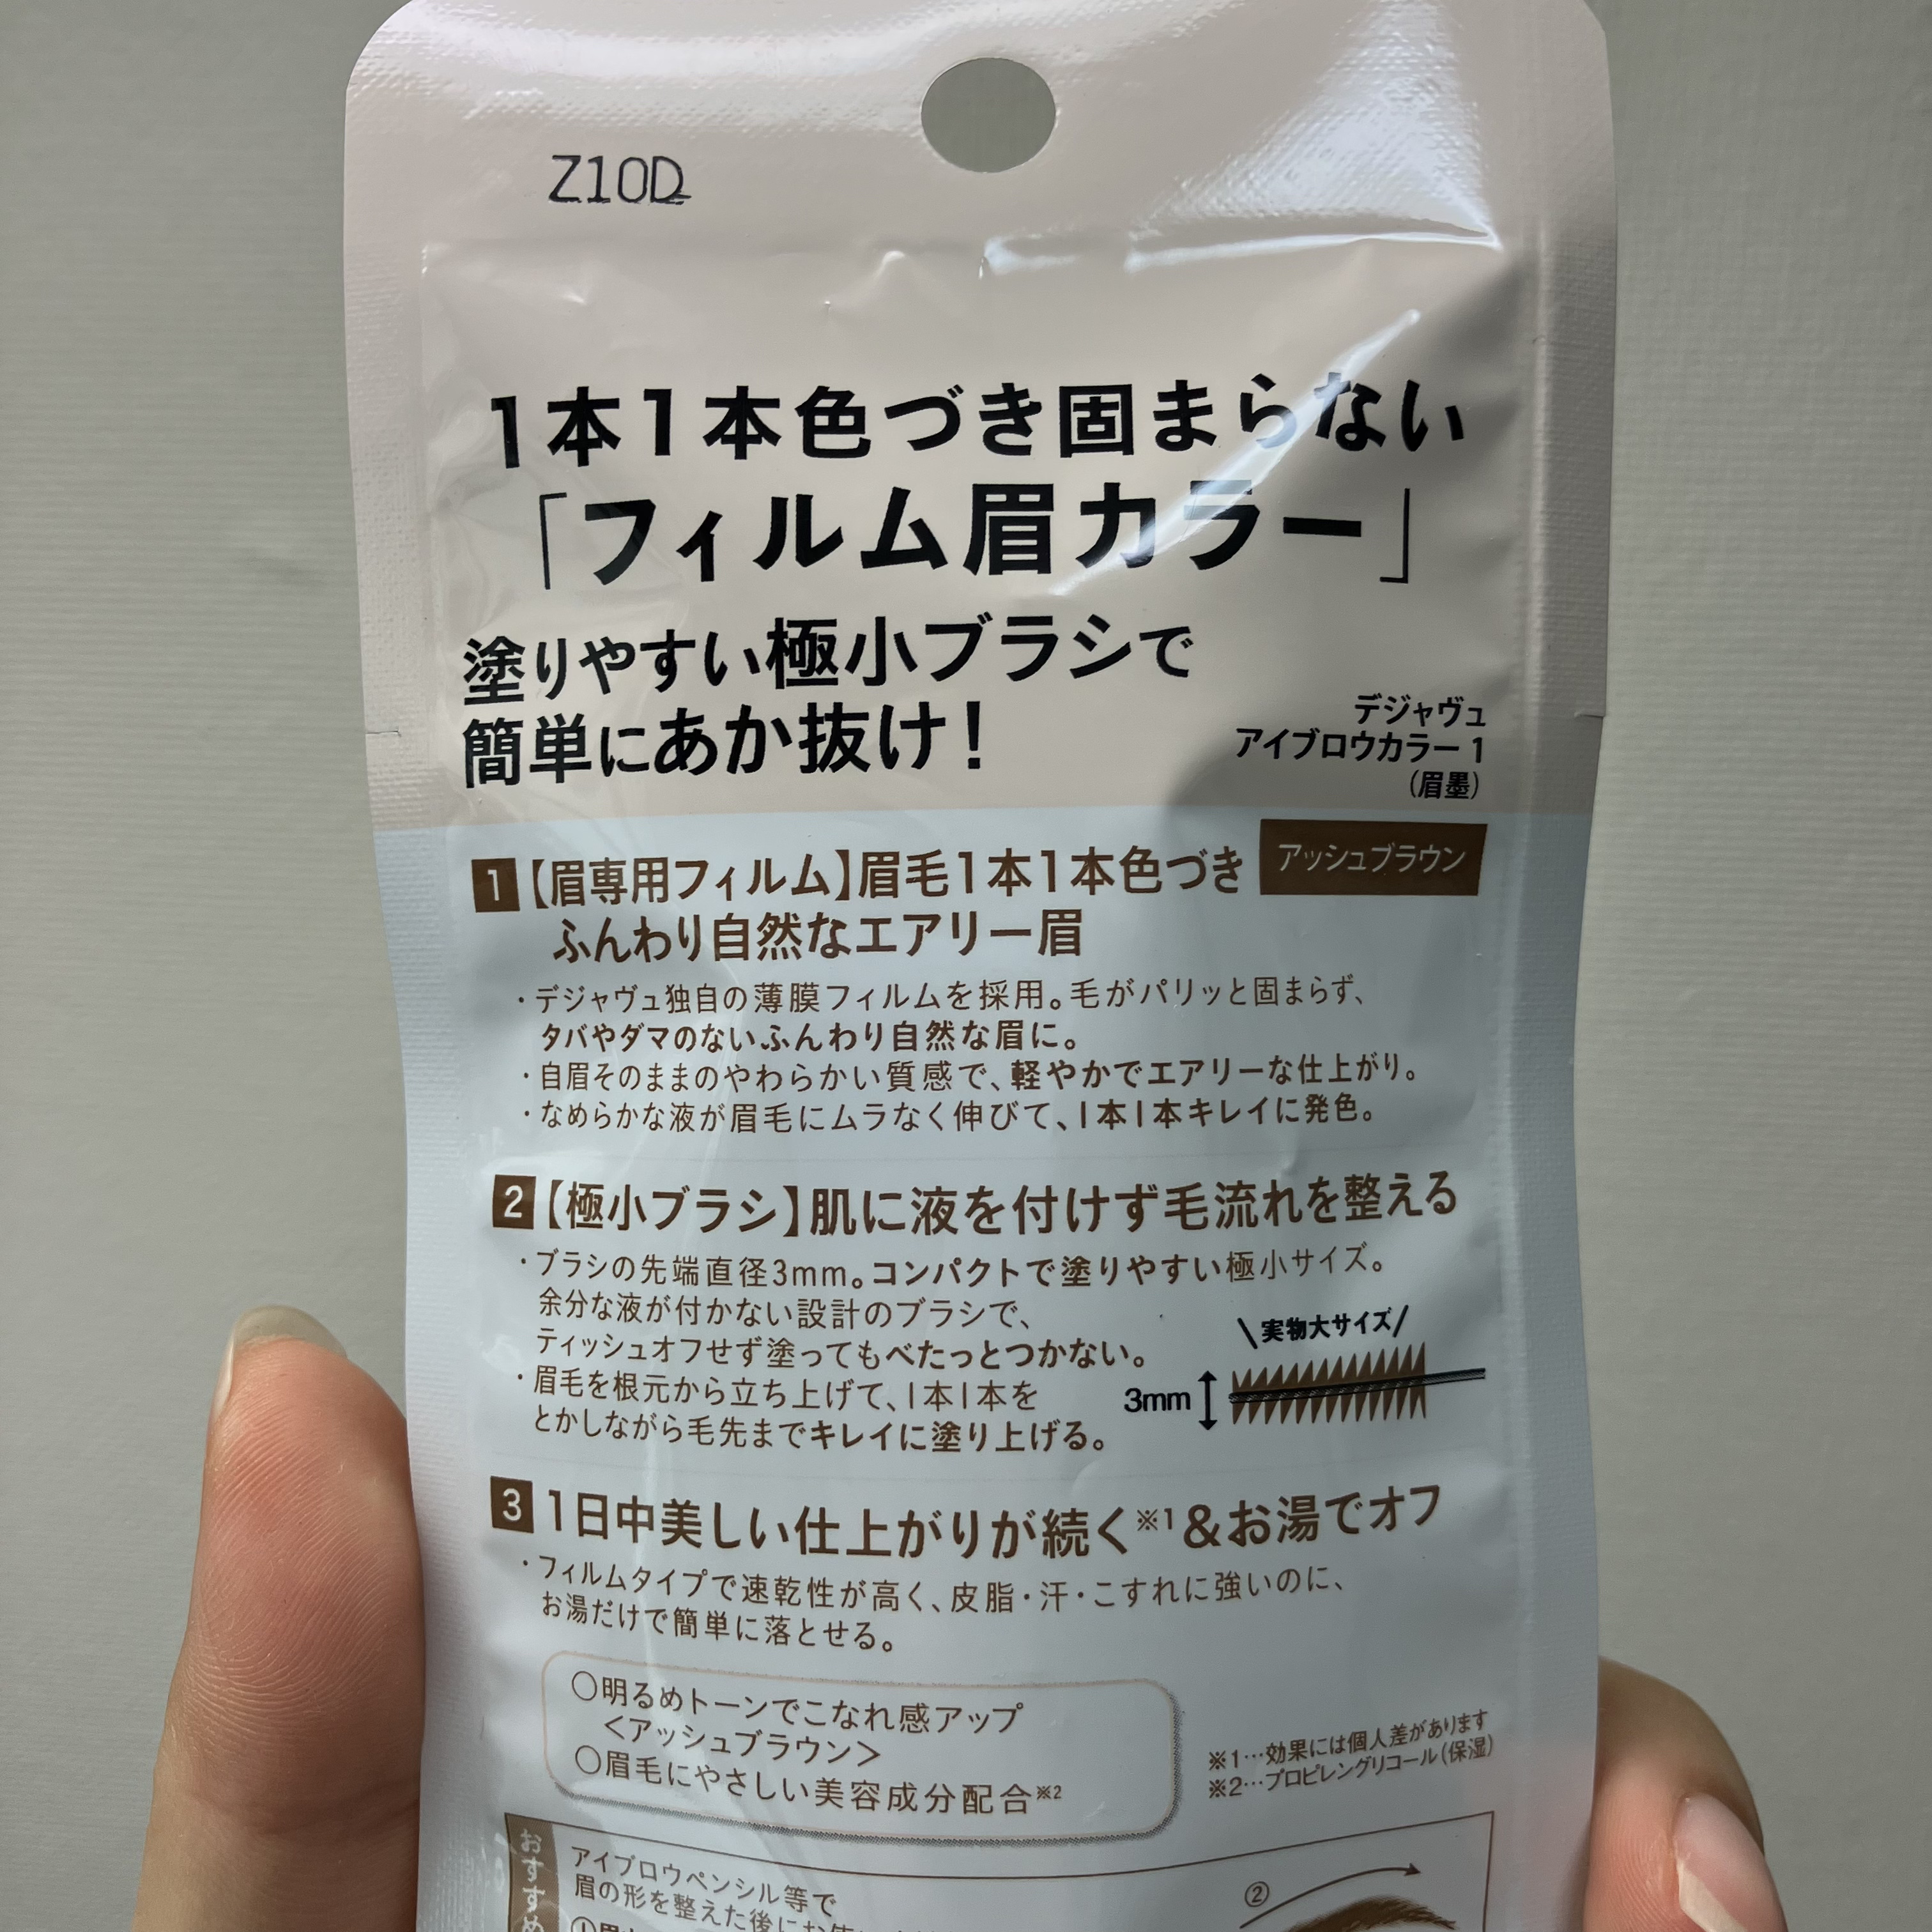 Z10D
1本1本色づき固まらない
「フィルム眉カラー」
塗りやすい極小ブラシで
簡単にあか抜け！
デジャヴュ
アイブロウカラー 1
(眉墨)
アッシュブラウン
1【眉専用フィルム】眉毛1本1本色づき
ふんわり自然なエアリー眉
・デジャヴュ独自の薄膜フィルムを採用。毛がパリッと固まらず、
タバやダマのないふんわり自然な眉に。
・自眉そのままのやわらかい質感で、軽やかでエアリーな仕上がり。
・なめらかな液が眉毛にムラなく伸びて、1本1本キレイに発色。
2【極小ブラシ】肌に液を付けず毛流れを整える
・ブラシの先端直径3mm。コンパクトで塗りやすい極小サイズ。
余分な液が付かない設計のブラシで、
ティッシュオフせず塗ってもべたっとつかない。
・眉毛を根元から立ち上げて、1本1本を
とかしながら毛先までキレイに塗り上げる。
\実物大サイズ/
3mm
3 1日中美しい仕上がりが続く※1&お湯でオフ
・フィルムタイプで速乾性が高く、皮脂・汗・こすれに強いのに、
お湯だけで簡単に落とせる。
○明るめトーンでこなれ感アップ
<アッシュブラウン>
○眉毛にやさしい美容成分配合※2
※1…効果には個人差があります
※2…プロピレングリコール(保湿)
おすすめ
アイブロウペンシル等で
眉の形を整えた後にお
②